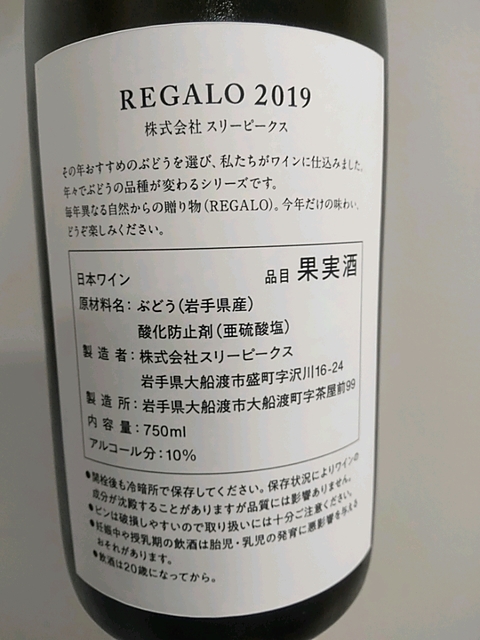 REGALO 2019
株式会社 スリーピークス
その年おすすめのぶどうを選び、私たちがワインに仕込みました。
年々でぶどうの品種が変わるシリーズです。
毎年異なる自然からの贈り物(REGALO)。今年だけの味わい、
どうぞ楽しみください。
日本ワイン 品目 果実酒
原材料名:ぶどう(岩手県産)
酸化防止剤(亜硫酸塩)
製造者:株式会社スリーピークス
岩手県大船渡市盛町字沢川16-24
製造所:岩手県大船渡市大船渡町字茶屋前99
内容量:750ml
アルコール分:10%
●開栓後も冷暗所で保存してください。保存状況によりワインの
成分が沈殿することがありますが品質には影響ありません。
●ビンは破損しやすいので取り扱いには十分ご注意ください。
●妊娠中や授乳期の飲酒は胎児・乳児の発育に悪影響を与える
おそれがあります。
●飲酒は20歳になってから。